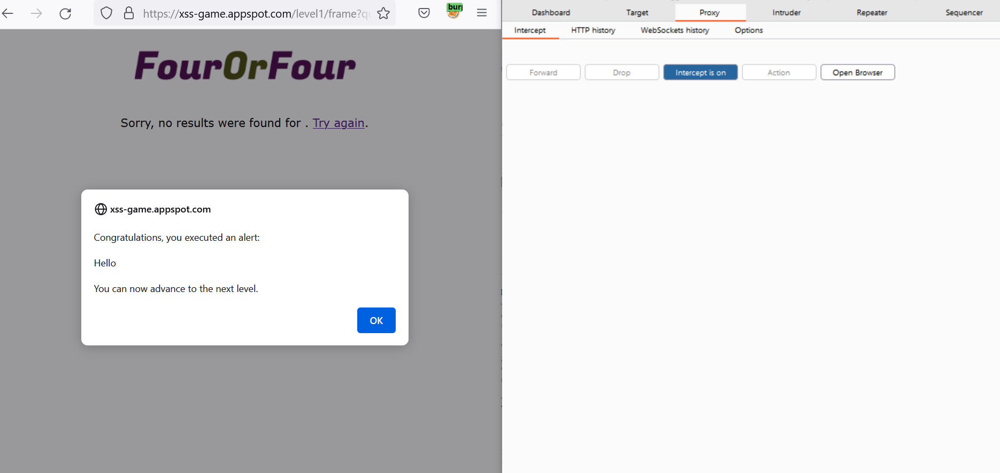 https://xss-game.appspot.com/level1/frame?qu
burp
FourOrFour
Sorry, no results were found for . Try again.
xss-game.appspot.com
Congratulations, you executed an alert:
Hello
You can now advance to the next level.
OK
Dashboard Target Proxy Intruder Repeater Sequencer
Intercept HTTP history WebSockets history Options
Forward Drop Intercept is on Action Open Browser